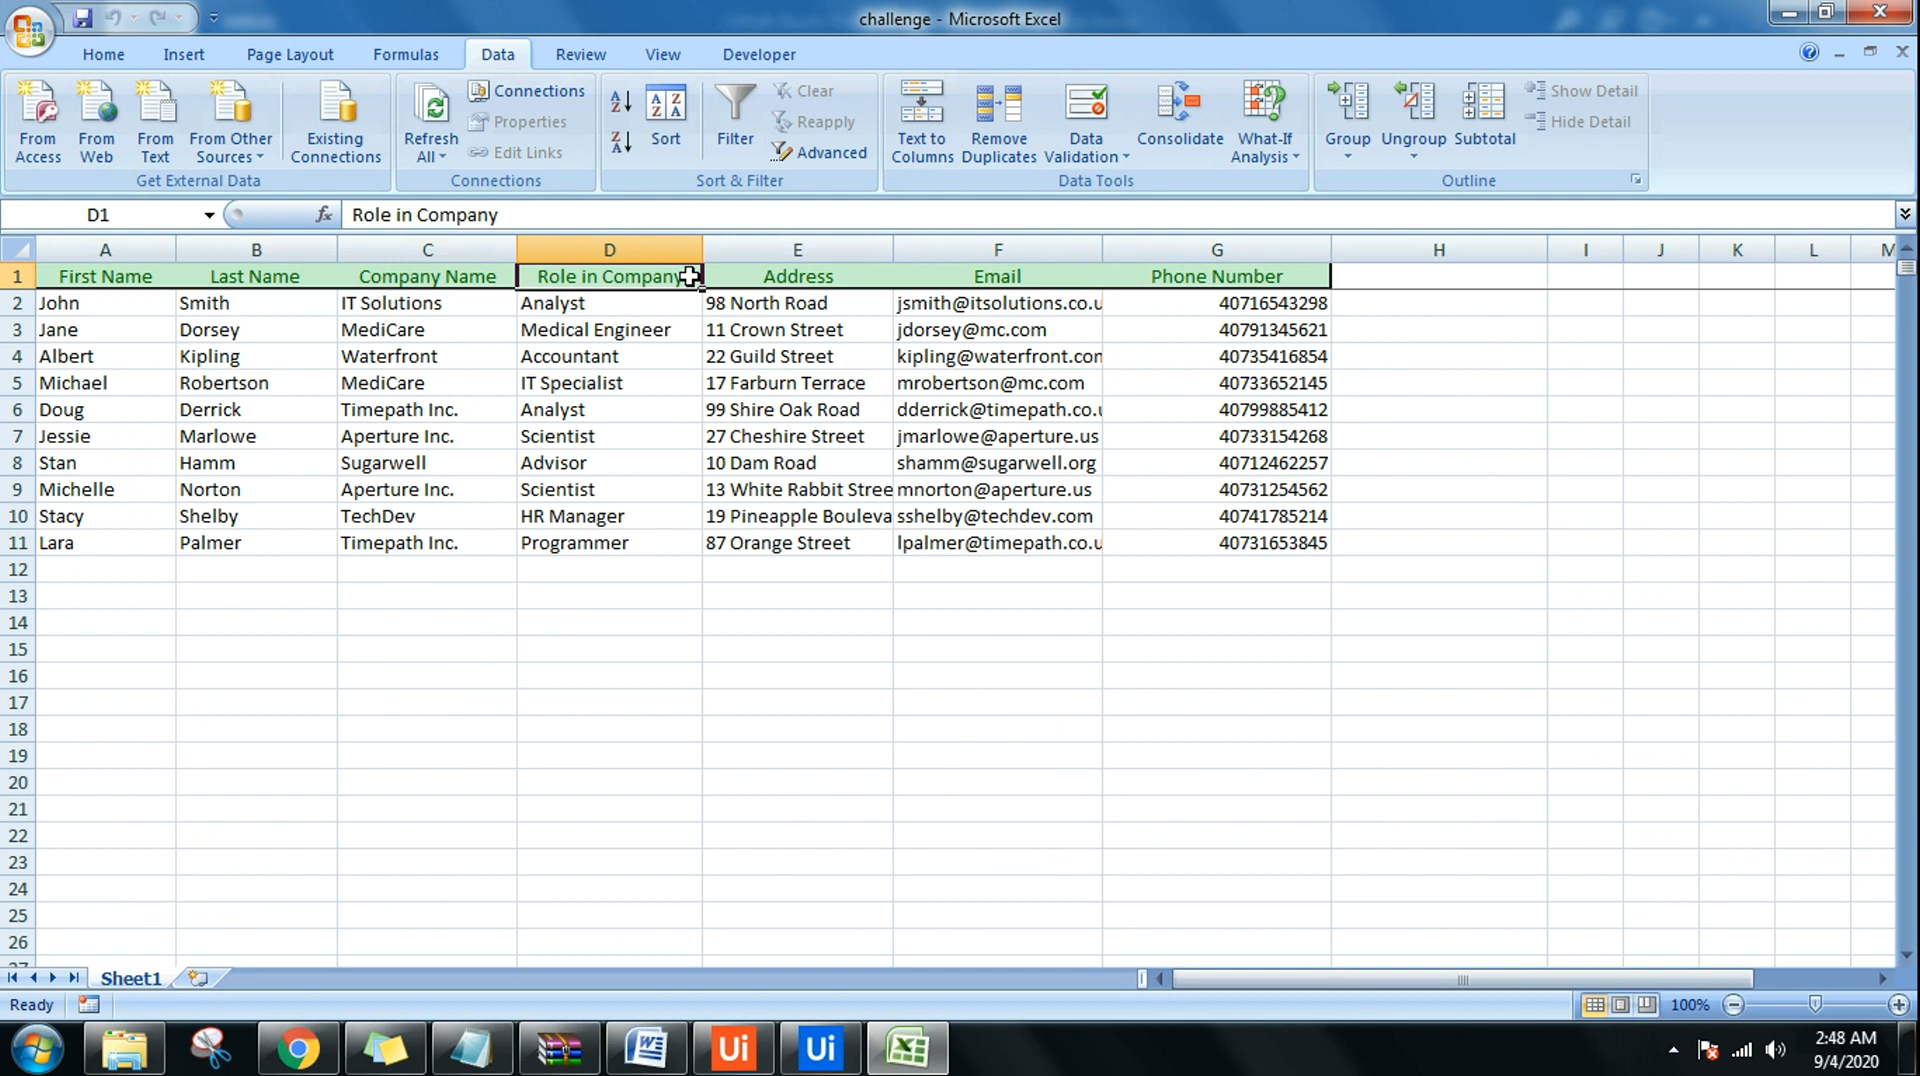 challenge - Microsoft Excel
Home Insert Page Layout Formulas Data Review View Developer
From Access
From Web
From Text
From Other Sources
Existing Connections
Get External Data
Refresh All
Connections
Properties
Edit Links
Connections
Sort
Filter
Clear
Reapply
Advanced
Sort & Filter
Text to Columns
Remove Duplicates
Data Validation
Consolidate
What-If Analysis
Data Tools
Group
Ungroup
Subtotal
Show Detail
Hide Detail
Outline
D1 fx Role in Company
A B C D E F G H I J K L M
1 First Name Last Name Company Name Role in Company Address Email Phone Number
2 John Smith IT Solutions Analyst 98 North Road jsmith@itsolutions.co.u 40716543298
3 Jane Dorsey MediCare Medical Engineer 11 Crown Street jdorsey@mc.com 40791345621
4 Albert Kipling Waterfront Accountant 22 Guild Street kipling@waterfront.com 40735416854
5 Michael Robertson MediCare IT Specialist 17 Farburn Terrace mrobertson@mc.com 40733652145
6 Doug Derrick Timepath Inc. Analyst 99 Shire Oak Road dderrick@timepath.co.u 40799885412
7 Jessie Marlowe Aperture Inc. Scientist 27 Cheshire Street jmarlowe@aperture.us 40733154268
8 Stan Hamm Sugarwell Advisor 10 Dam Road shamm@sugarwell.org 40712462257
9 Michelle Norton Aperture Inc. Scientist 13 White Rabbit Stree mnorton@aperture.us 40731254562
10 Stacy Shelby TechDev HR Manager 19 Pineapple Bouleva sshelby@techdev.com 40741785214
11 Lara Palmer Timepath Inc. Programmer 87 Orange Street lpalmer@timepath.co.u 40731653845
12
13
14
15
16
17
18
19
20
21
22
23
24
25
26
Sheet1
Ready 100%
Ui Ui
2:48 AM
9/4/2020